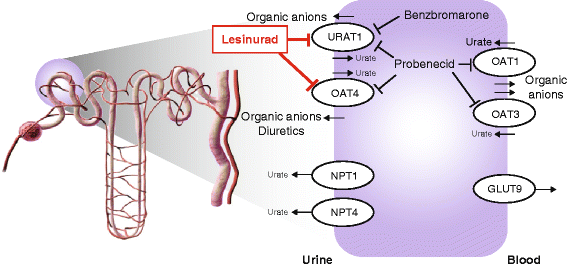 Organic anions
Benzbromarone
Lesinurad
URAT1
Urate
Urate
OAT1
Urate
Probenecid
Organic
anions
OAT4
OAT3
Organic anions
Diuretics
Urate
Urate
NPT1
GLUT9
Urate
NPT4
Urine
Blood